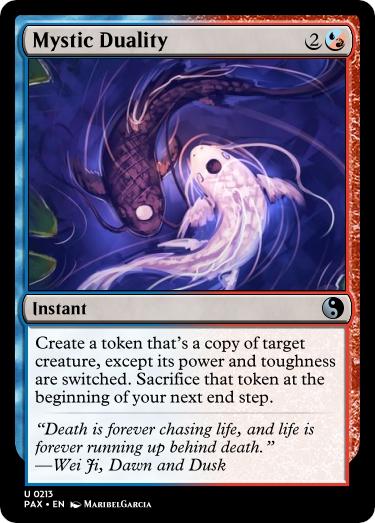 Mystic Duality 2
Instant
Create a token that's a copy of target
creature, except its power and toughness
are switched. Sacrifice that token at the
beginning of your next end step.
“Death is forever chasing life, and life is
forever running up behind death.”
—Wei Ji, Dawn and Dusk
U 0213
PAX • EN MaribelGarcia